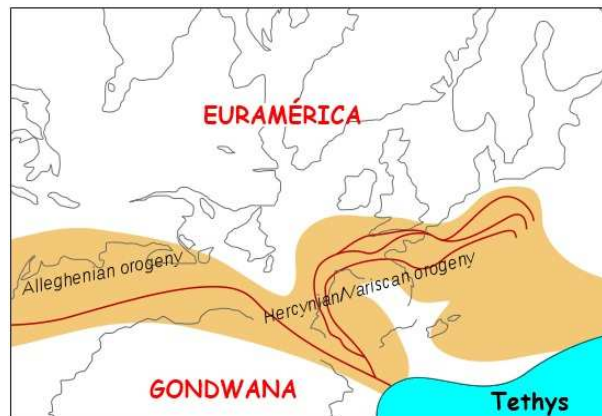 EURAMÉRICA
Alleghenian orogeny
Hercynian/Variscan orogeny
GONDWANA
Tethys